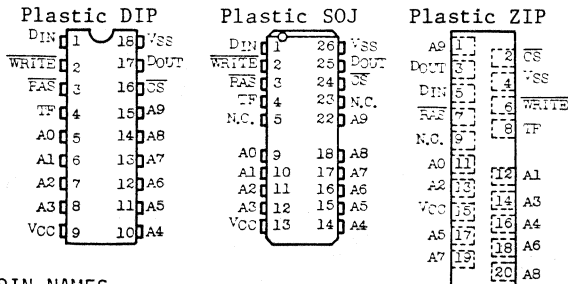 Plastic DIP
DIN 1 18 VSS
WRITE 2 17 DOUT
RAS 3 16 CS
TF 4 15 A9
A0 5 14 A8
A1 6 13 A7
A2 7 12 A6
A3 8 11 A5
VCC 9 10 A4
Plastic SOJ
DIN 1 26 VSS
WRITE 2 25 DOUT
RAS 3 24 CS
TF 4 23 N.C.
N.C. 5 22 A9
A0 9 18 A8
A1 10 17 A7
A2 11 16 A6
A3 12 15 A5
VCC 13 14 A4
Plastic ZIP
A9 1
2 CS
DOUT 3
4 VSS
DIN 5
6 WRITE
RAS 7
8 TF
N.C. 9
A0 11
12 A1
A2 13
14 A3
VCC 15
16 A4
A5 17
18 A6
A7 19
20 A8
PIN NAMES